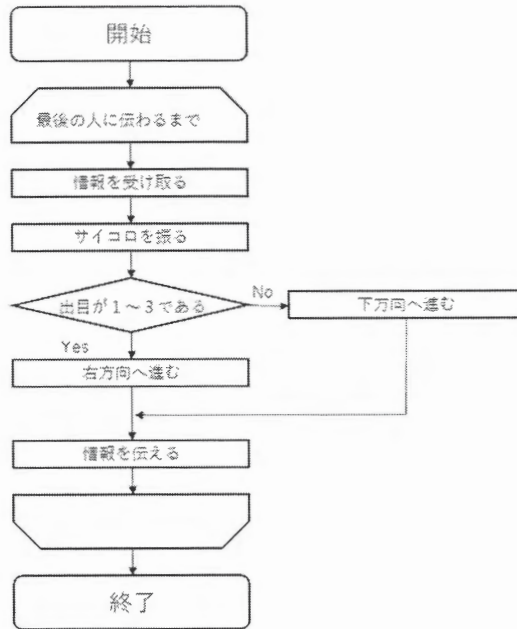 開始
最後の人に伝わるまで
情報を受け取る
サイコロを振る
出目が1～3である
No
下方向へ進む
Yes
右方向へ進む
情報を伝える
終了